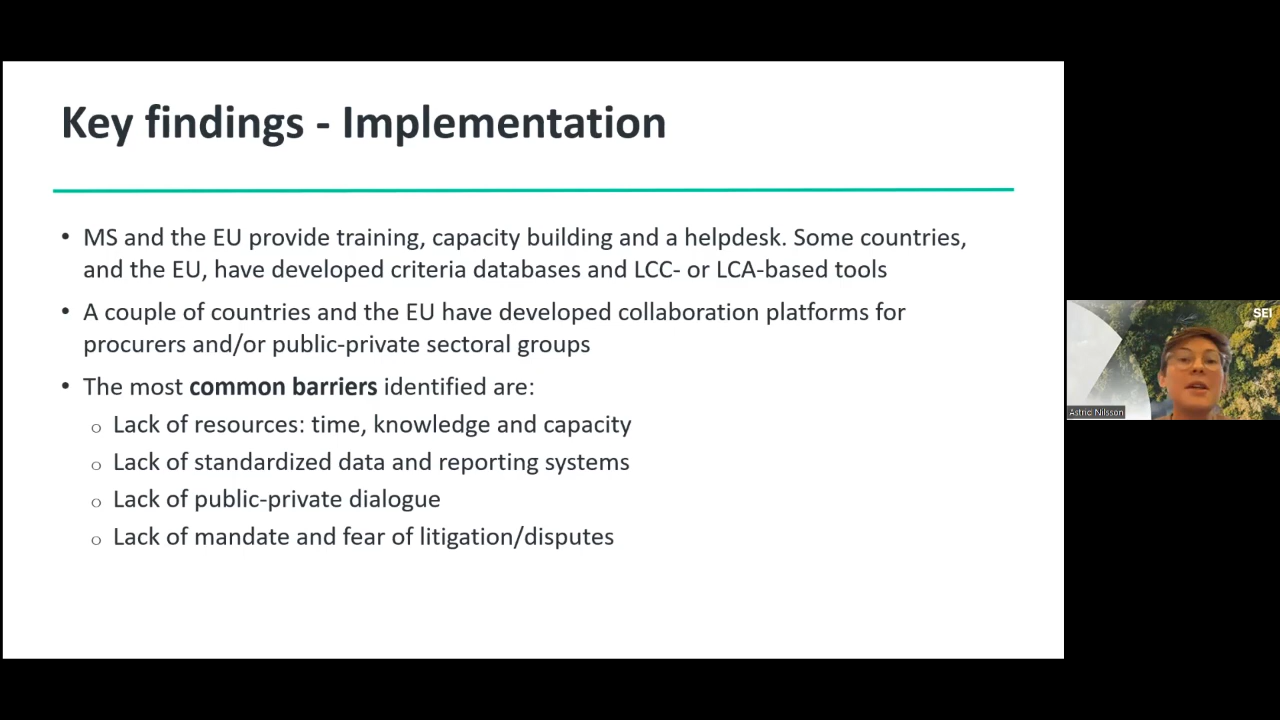 Key findings - Implementation
• MS and the EU provide training, capacity building and a helpdesk. Some countries,
and the EU, have developed criteria databases and LCC- or LCA-based tools
• A couple of countries and the EU have developed collaboration platforms for
procurers and/or public-private sectoral groups
• The most common barriers identified are:
o Lack of resources: time, knowledge and capacity
o Lack of standardized data and reporting systems
o Lack of public-private dialogue
o Lack of mandate and fear of litigation/disputes
SEI
Astrid Nilsson